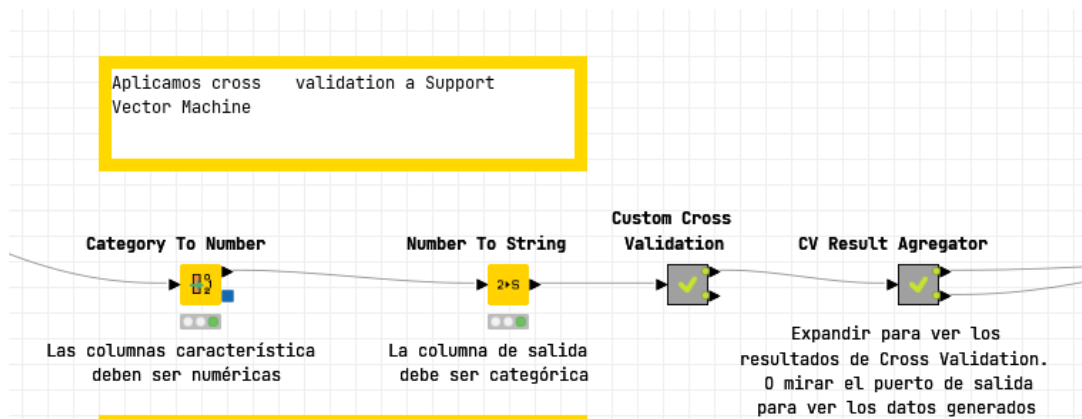 Aplicamos cross    validation a Support
Vector Machine
Custom Cross
Validation
Category To Number
Number To String
CV Result Agregator
2▸S
Las columnas característica
deben ser numéricas
La columna de salida
debe ser categórica
Expandir para ver los
resultados de Cross Validation.
O mirar el puerto de salida
para ver los datos generados